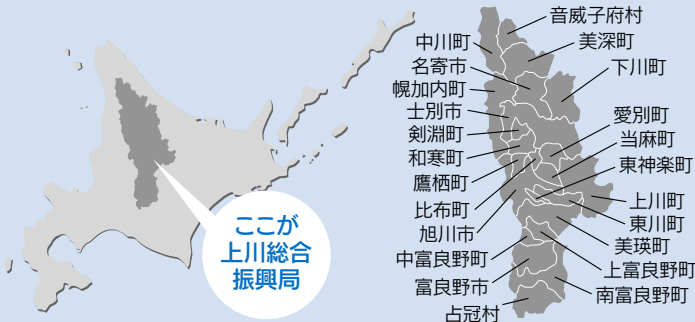 ここが
上川総合
振興局
音威子府村
中川町
美深町
名寄市
下川町
幌加内町
士別市
愛別町
剣淵町
当麻町
和寒町
東神楽町
鷹栖町
上川町
比布町
東川町
旭川市
美瑛町
中富良野町
上富良野町
富良野市
南富良野町
占冠村